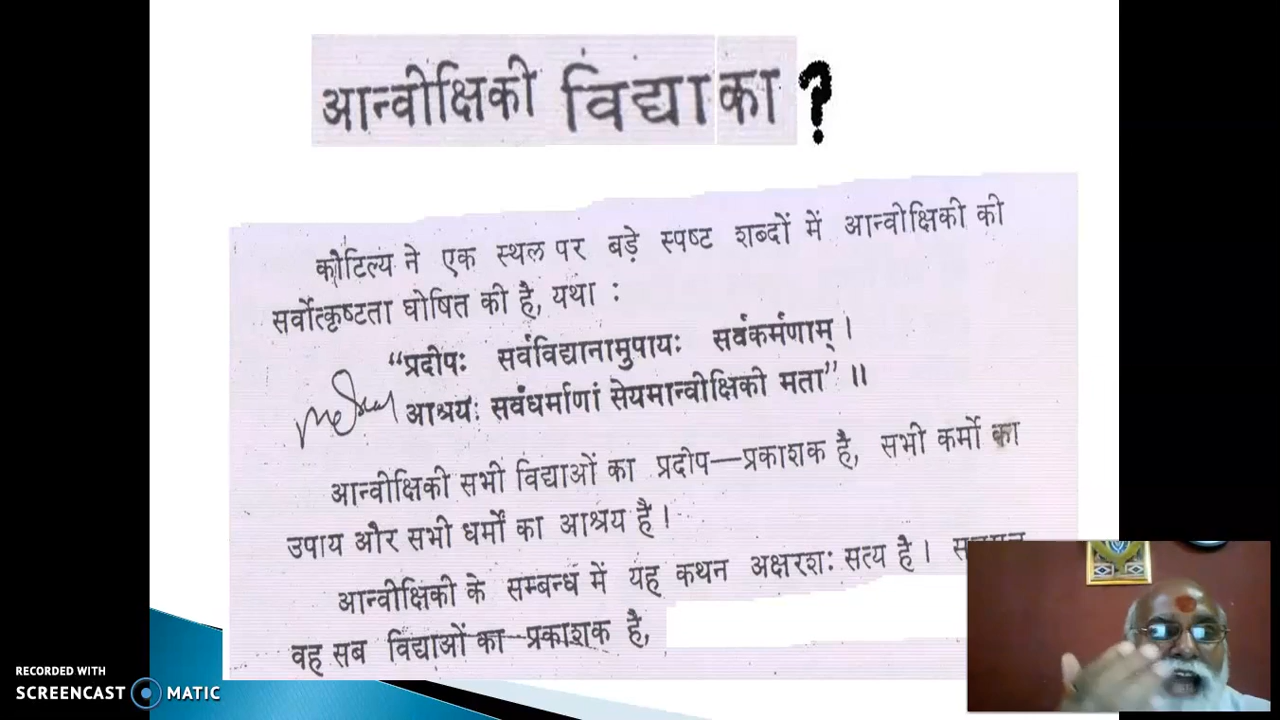 आन्वीक्षिकी विद्या का ?
कौटिल्य ने एक स्थल पर बड़े स्पष्ट शब्दों में आन्वीक्षिकी की
सर्वोत्कृष्टता घोषित की है, यथा :
“प्रदीपः सर्वविद्यानामुपायः सर्वकर्मणाम् ।
आश्रयः सर्वधर्माणां सेयमान्वीक्षिकी मता” ॥
आन्वीक्षिकी सभी विद्याओं का प्रदीप—प्रकाशक है, सभी कर्मो का
उपाय और सभी धर्मों का आश्रय है ।
आन्वीक्षिकी के सम्बन्ध में यह कथन अक्षरशः सत्य है ।
वह सब विद्याओं का प्रकाशक है,
RECORDED WITH
SCREENCAST MATIC